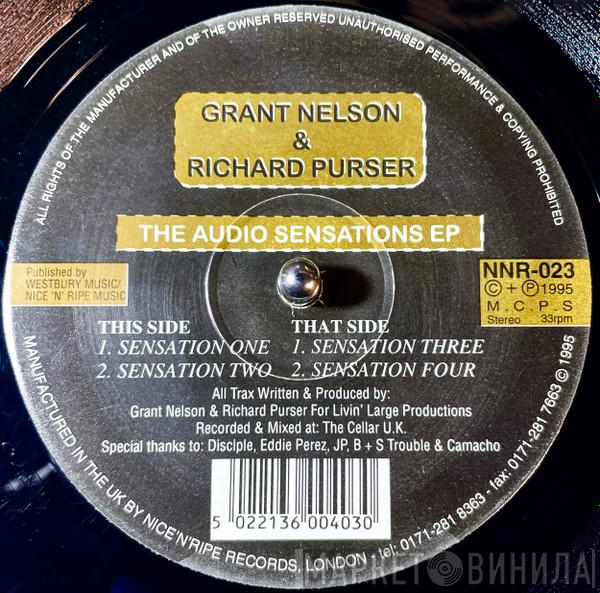 ALL RIGHTS OF THE MANUFACTURER AND OF THE OWNER RESERVED UNAUTHORISED PERFORMANCE & COPYING PROHIBITED
GRANT NELSON
&
RICHARD PURSER
THE AUDIO SENSATIONS EP
Published by
WESTBURY MUSIC/
NICE 'N' RIPE MUSIC
NNR-023
© + ℗ 1995
M.C.P.S
Stereo 33rpm
THIS SIDE
1. SENSATION ONE
2. SENSATION TWO
THAT SIDE
1. SENSATION THREE
2. SENSATION FOUR
All Trax Written & Produced by:
Grant Nelson & Richard Purser For Livin' Large Productions
Recorded & Mixed at: The Cellar U.K.
Special thanks to: Disciple, Eddie Perez, JP, B + S Trouble & Camacho
5 022136 004030
MANUFACTURED IN THE UK BY NICE'N'RIPE RECORDS, LONDON - tel: 0171-281 8363 - fax: 0171-281 7663 © 1995
МАРКЕТ ВИНИЛА